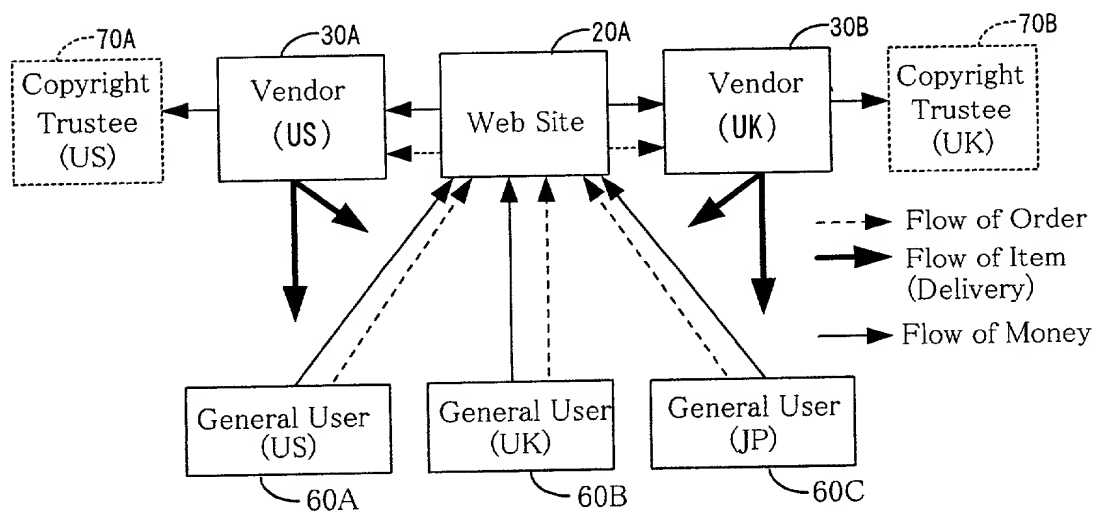 70A
30A
20A
30B
70B
Copyright
Trustee
(US)
Vendor
(US)
Web Site
Vendor
(UK)
Copyright
Trustee
(UK)
Flow of Order
Flow of Item
(Delivery)
Flow of Money
General User
(US)
General User
(UK)
General User
(JP)
60A
60B
60C